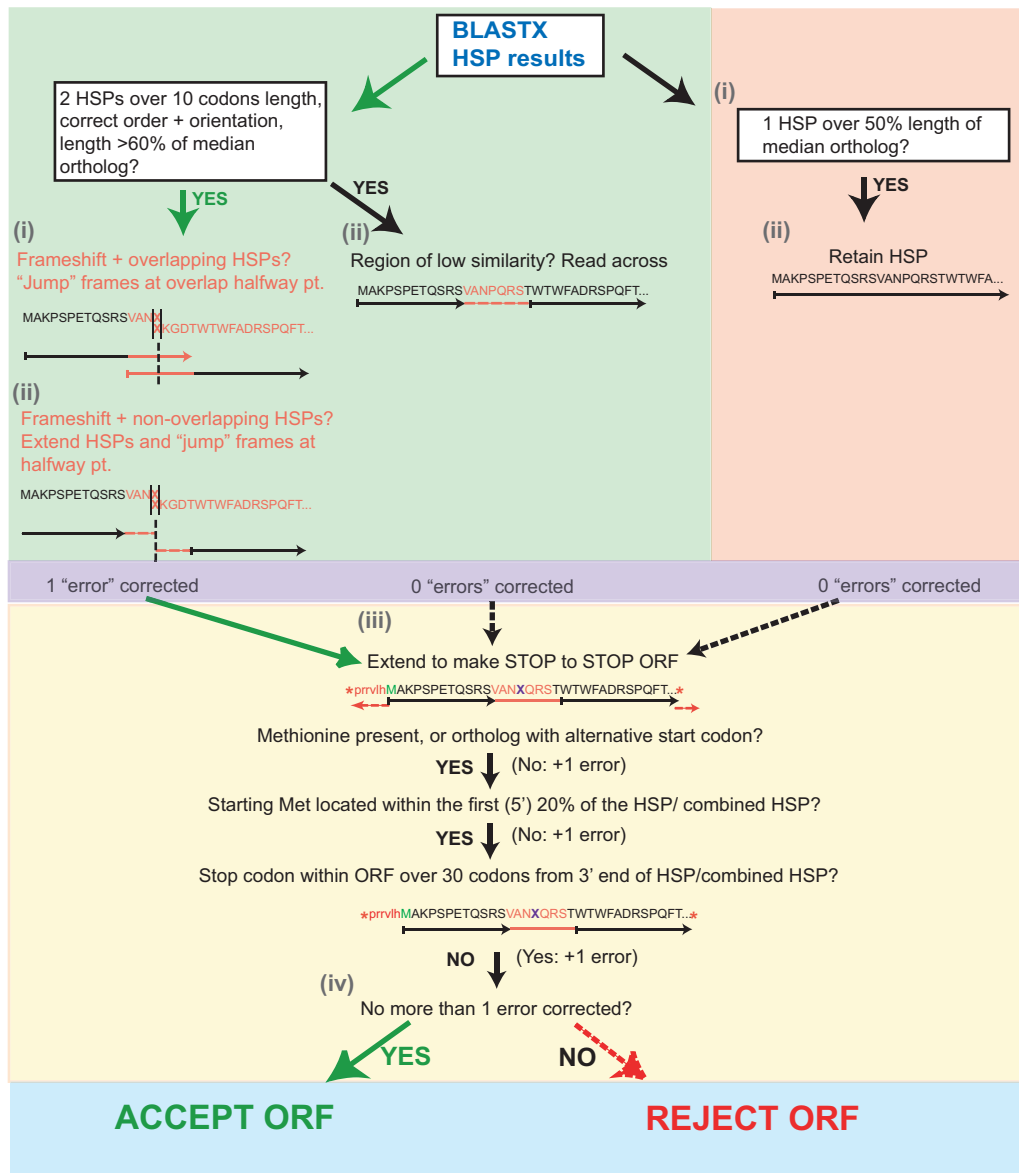 BLASTX
HSP results
2 HSPs over 10 codons length,
correct order + orientation,
length >60% of median
ortholog?
(i)
1 HSP over 50% length of
median ortholog?
YES
YES
YES
(i)
Frameshift + overlapping HSPs?
“Jump” frames at overlap halfway pt.
MAKPSPETQSRSVANX
XKGDTWTWFADRSPQFT...
(ii)
Region of low similarity? Read across
MAKPSPETQSRSVANPQRSTWTWFADRSPQFT...
(ii)
Retain HSP
MAKPSPETQSRSVANPQRSTWTWFA...
(ii)
Frameshift + non-overlapping HSPs?
Extend HSPs and “jump” frames at
halfway pt.
MAKPSPETQSRSVANX
XKGDTWTWFADRSPQFT...
1 “error” corrected
0 “errors” corrected
0 “errors” corrected
(iii)
Extend to make STOP to STOP ORF
*prrvlhMAKPSPETQSRSVANXQRSTWTWFADRSPQFT...*
Methionine present, or ortholog with alternative start codon?
YES (No: +1 error)
Starting Met located within the first (5’) 20% of the HSP/ combined HSP?
YES (No: +1 error)
Stop codon within ORF over 30 codons from 3’ end of HSP/combined HSP?
*prrvlhMAKPSPETQSRSVANXQRSTWTWFADRSPQFT...*
NO (Yes: +1 error)
(iv)
No more than 1 error corrected?
YES
NO
ACCEPT ORF
REJECT ORF